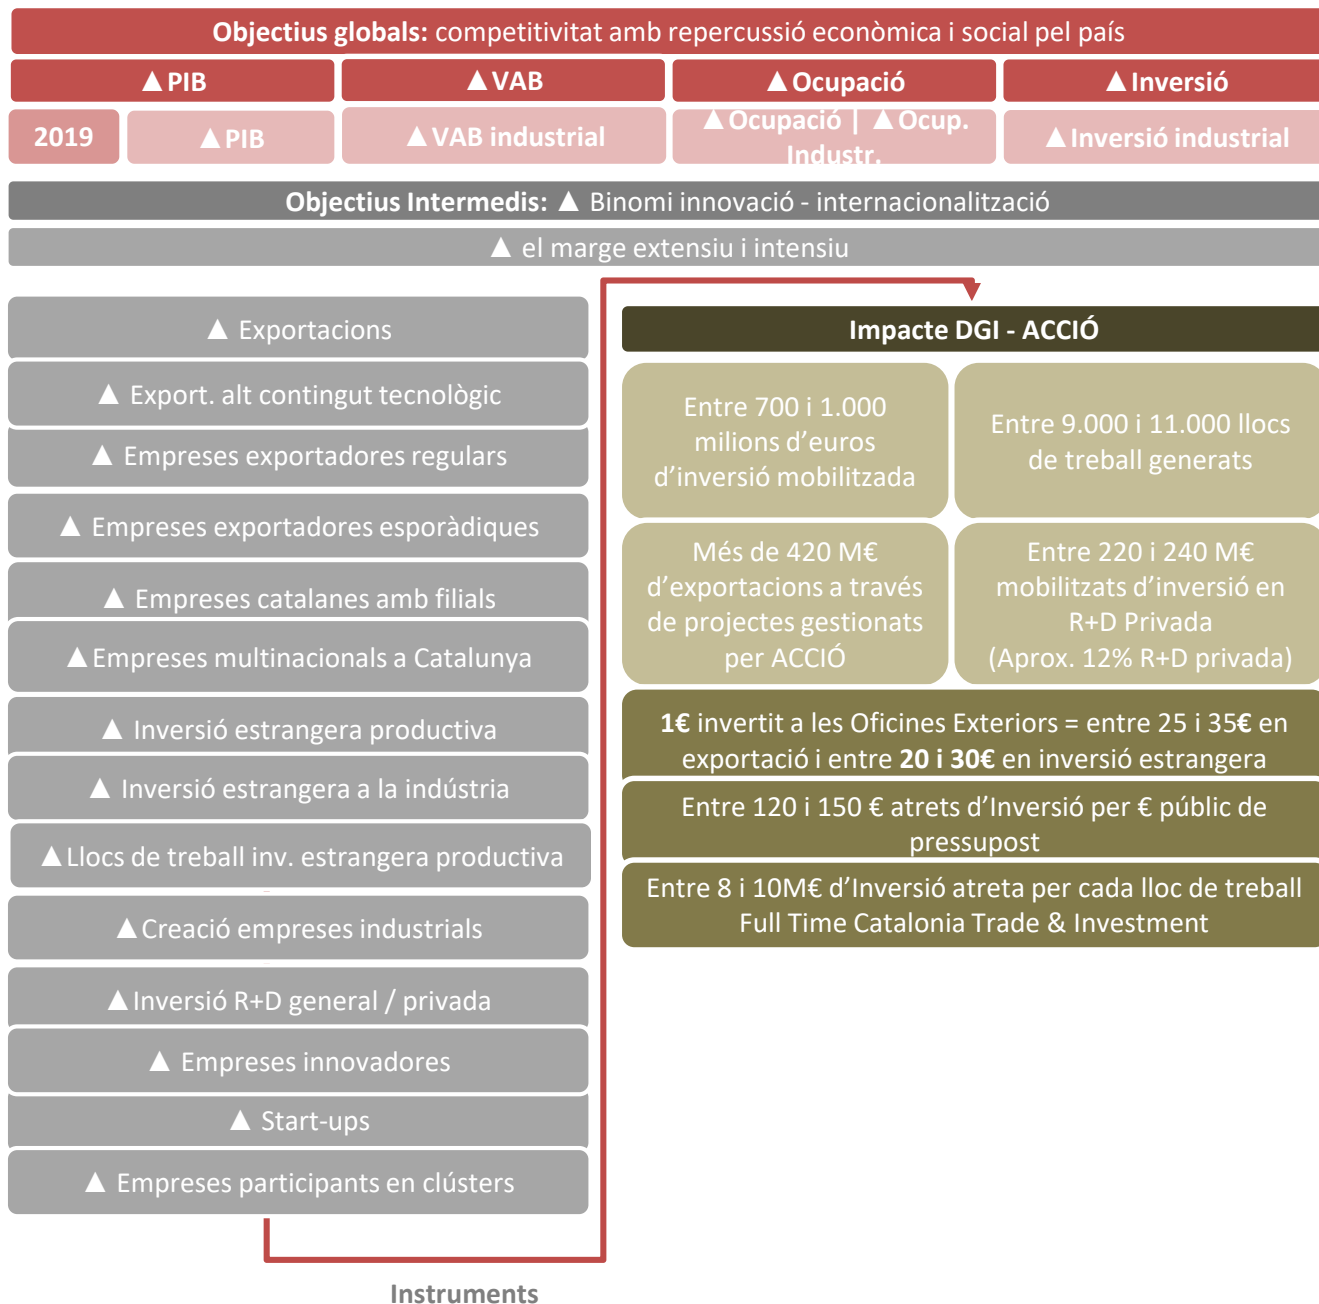 Objectius globals: competitivitat amb repercussió econòmica i social pel país
▲PIB
▲VAB
▲Ocupació
▲Inversió
2019
▲PIB
▲VAB industrial
▲Ocupació | ▲Ocup.
Industr.
▲Inversió industrial
Objectius Intermedis: ▲ Binomi innovació - internacionalització
▲ el marge extensiu i intensiu
▲ Exportacions
▲ Export. alt contingut tecnològic
▲ Empreses exportadores regulars
▲ Empreses exportadores esporàdiques
▲ Empreses catalanes amb filials
▲Empreses multinacionals a Catalunya
▲ Inversió estrangera productiva
▲ Inversió estrangera a la indústria
▲Llocs de treball inv. estrangera productiva
▲Creació empreses industrials
▲Inversió R+D general / privada
▲ Empreses innovadores
▲ Start-ups
▲ Empreses participants en clústers
Instruments
Impacte DGI - ACCIÓ
Entre 700 i 1.000
milions d’euros
d’inversió mobilitzada
Entre 9.000 i 11.000 llocs
de treball generats
Més de 420 M€
d’exportacions a través
de projectes gestionats
per ACCIÓ
Entre 220 i 240 M€
mobilitzats d’inversió en
R+D Privada
(Aprox. 12% R+D privada)
1€ invertit a les Oficines Exteriors = entre 25 i 35€ en
exportació i entre 20 i 30€ en inversió estrangera
Entre 120 i 150 € atrets d’Inversió per € públic de
pressupost
Entre 8 i 10M€ d’Inversió atreta per cada lloc de treball
Full Time Catalonia Trade & Investment